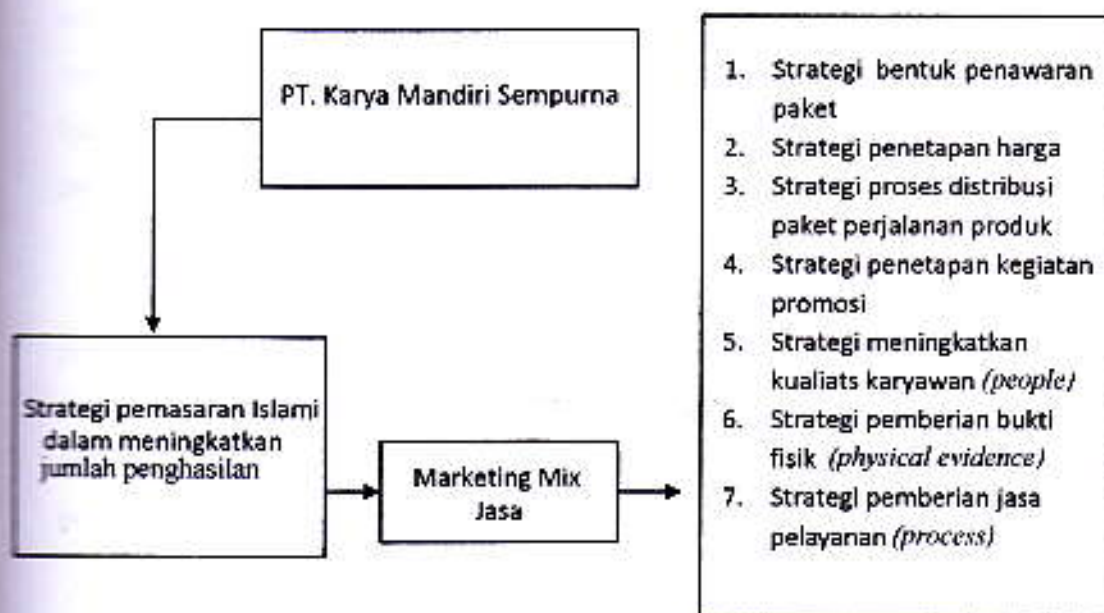 PT. Karya Mandiri Sempurna
Strategi pemasaran Islami
dalam meningkatkan
jumlah penghasilan
Marketing Mix
Jasa
1. Strategi bentuk penawaran
paket
2. Strategi penetapan harga
3. Strategi proses distribusi
paket perjalanan produk
4. Strategi penetapan kegiatan
promosi
5. Strategi meningkatkan
kualiats karyawan (people)
6. Strategi pemberian bukti
fisik (physical evidence)
7. Strategi pemberian jasa
pelayanan (process)